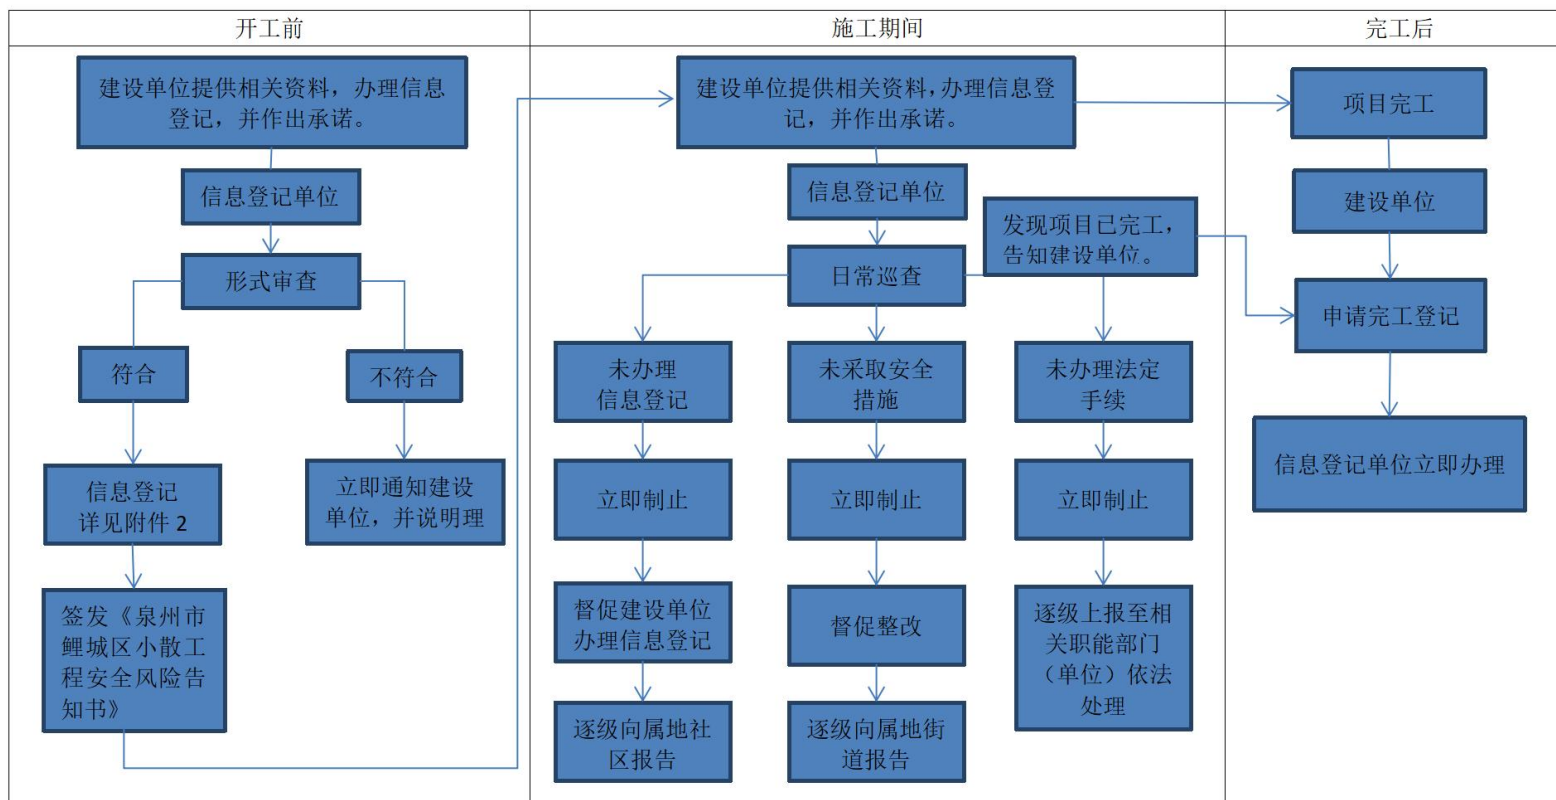 开工前
建设单位提供相关资料，办理信息
登记，并作出承诺。
信息登记单位
形式审查
符合
不符合
信息登记
详见附件 2
立即通知建设
单位，并说明理
签发《泉州市
鲤城区小散工
程安全风险告
知书》
施工期间
建设单位提供相关资料，办理信息登
记，并作出承诺。
信息登记单位
日常巡查
发现项目已完工，
告知建设单位。
未办理
信息登记
立即制止
督促建设单位
办理信息登记
逐级向属地社
区报告
未采取安全
措施
立即制止
督促整改
逐级向属地街
道报告
未办理法定
手续
立即制止
逐级上报至相
关职能部门
（单位）依法
处理
完工后
项目完工
建设单位
申请完工登记
信息登记单位立即办理